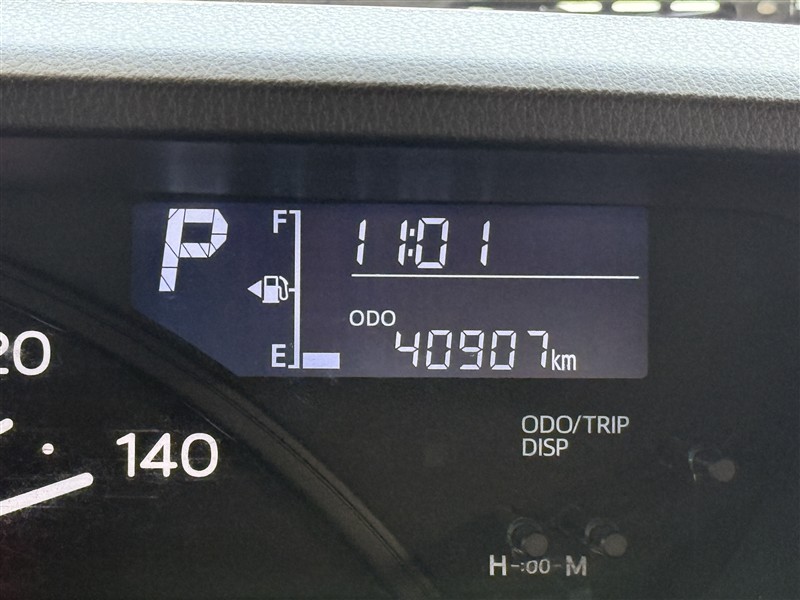 P
F
11:01
ODO
40907km
E
20
140
ODO/TRIP
DISP
H-:00-M